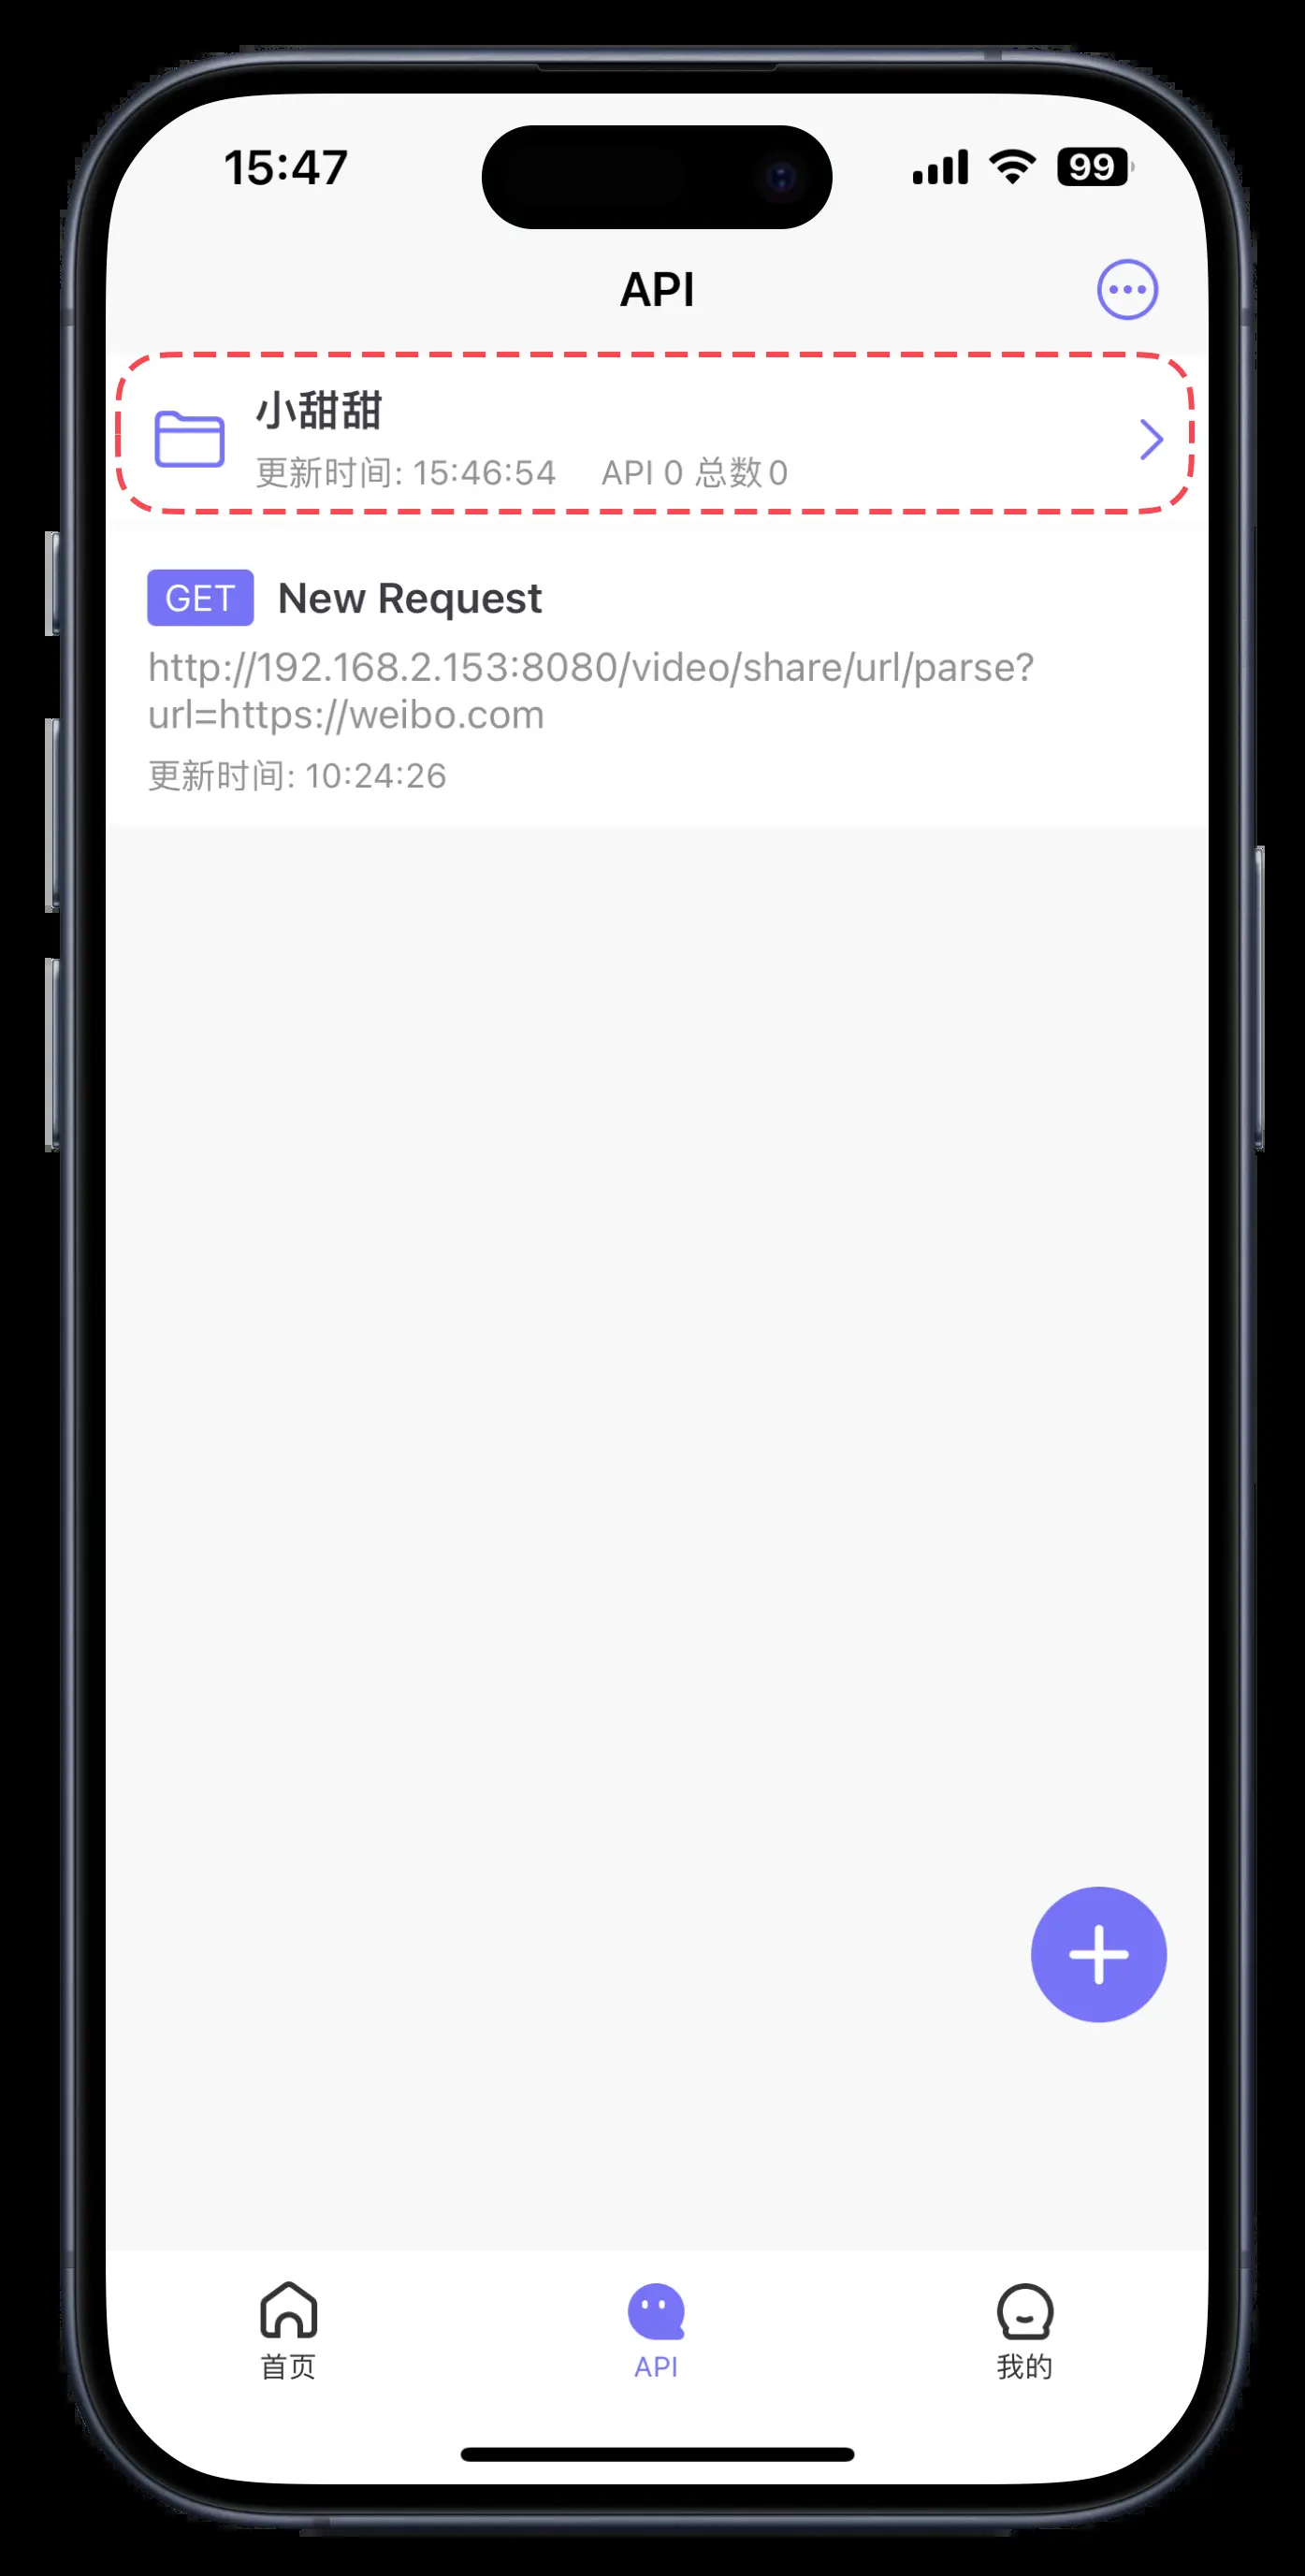 15:47
99
API
小甜甜
更新时间: 15:46:54 API 0 总数 0
GET New Request
http://192.168.2.153:8080/video/share/url/parse?
url=https://weibo.com
更新时间: 10:24:26
首页
API
我的